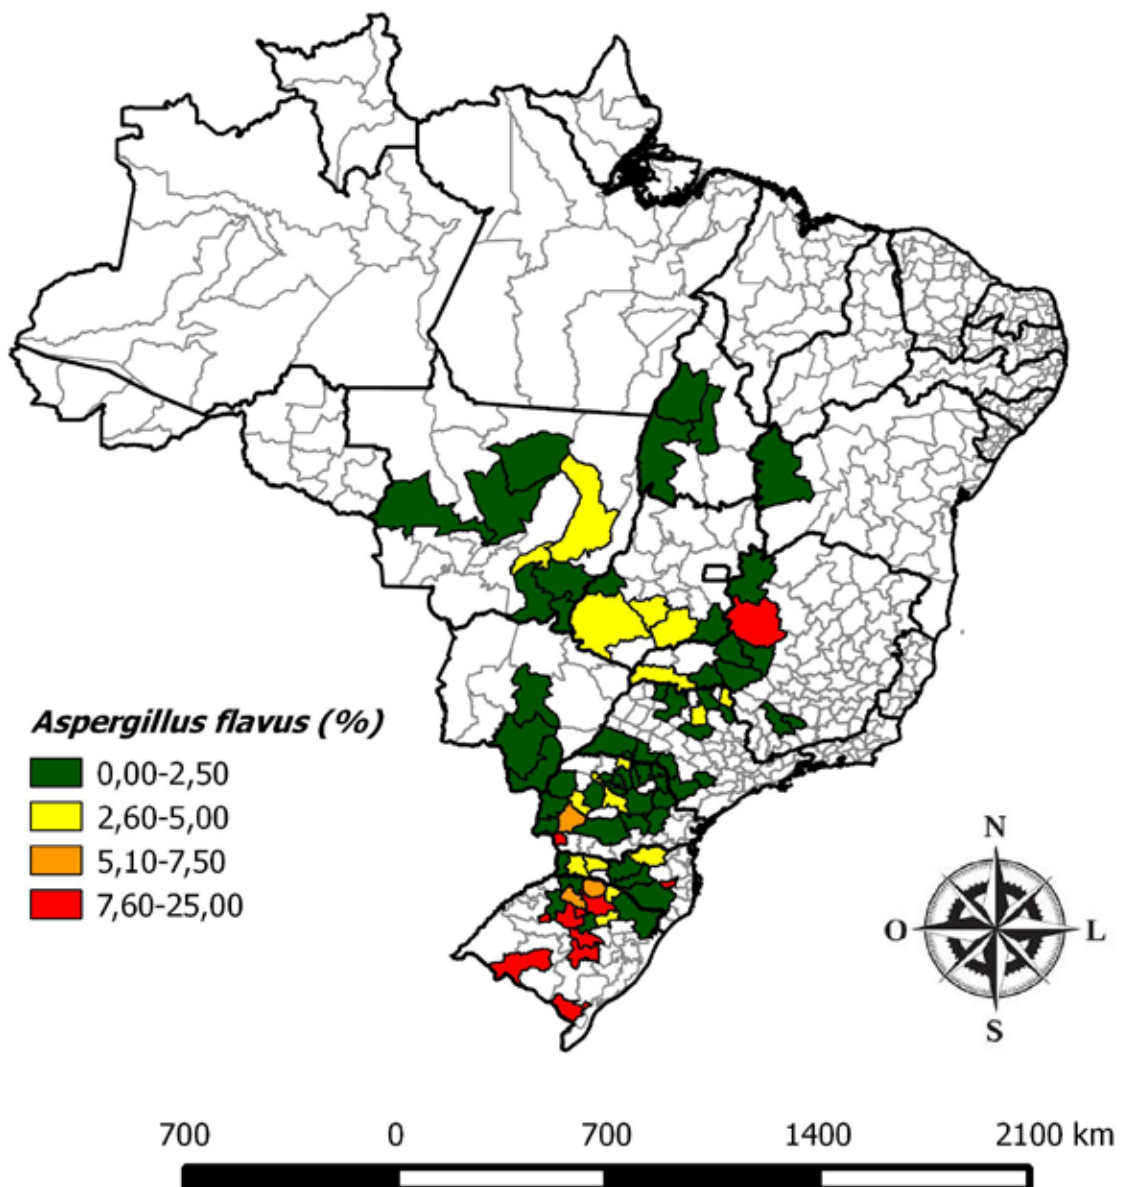 Aspergillus flavus (%)
0,00-2,50
2,60-5,00
5,10-7,50
7,60-25,00
N
O
L
S
700 0 700 1400 2100 km